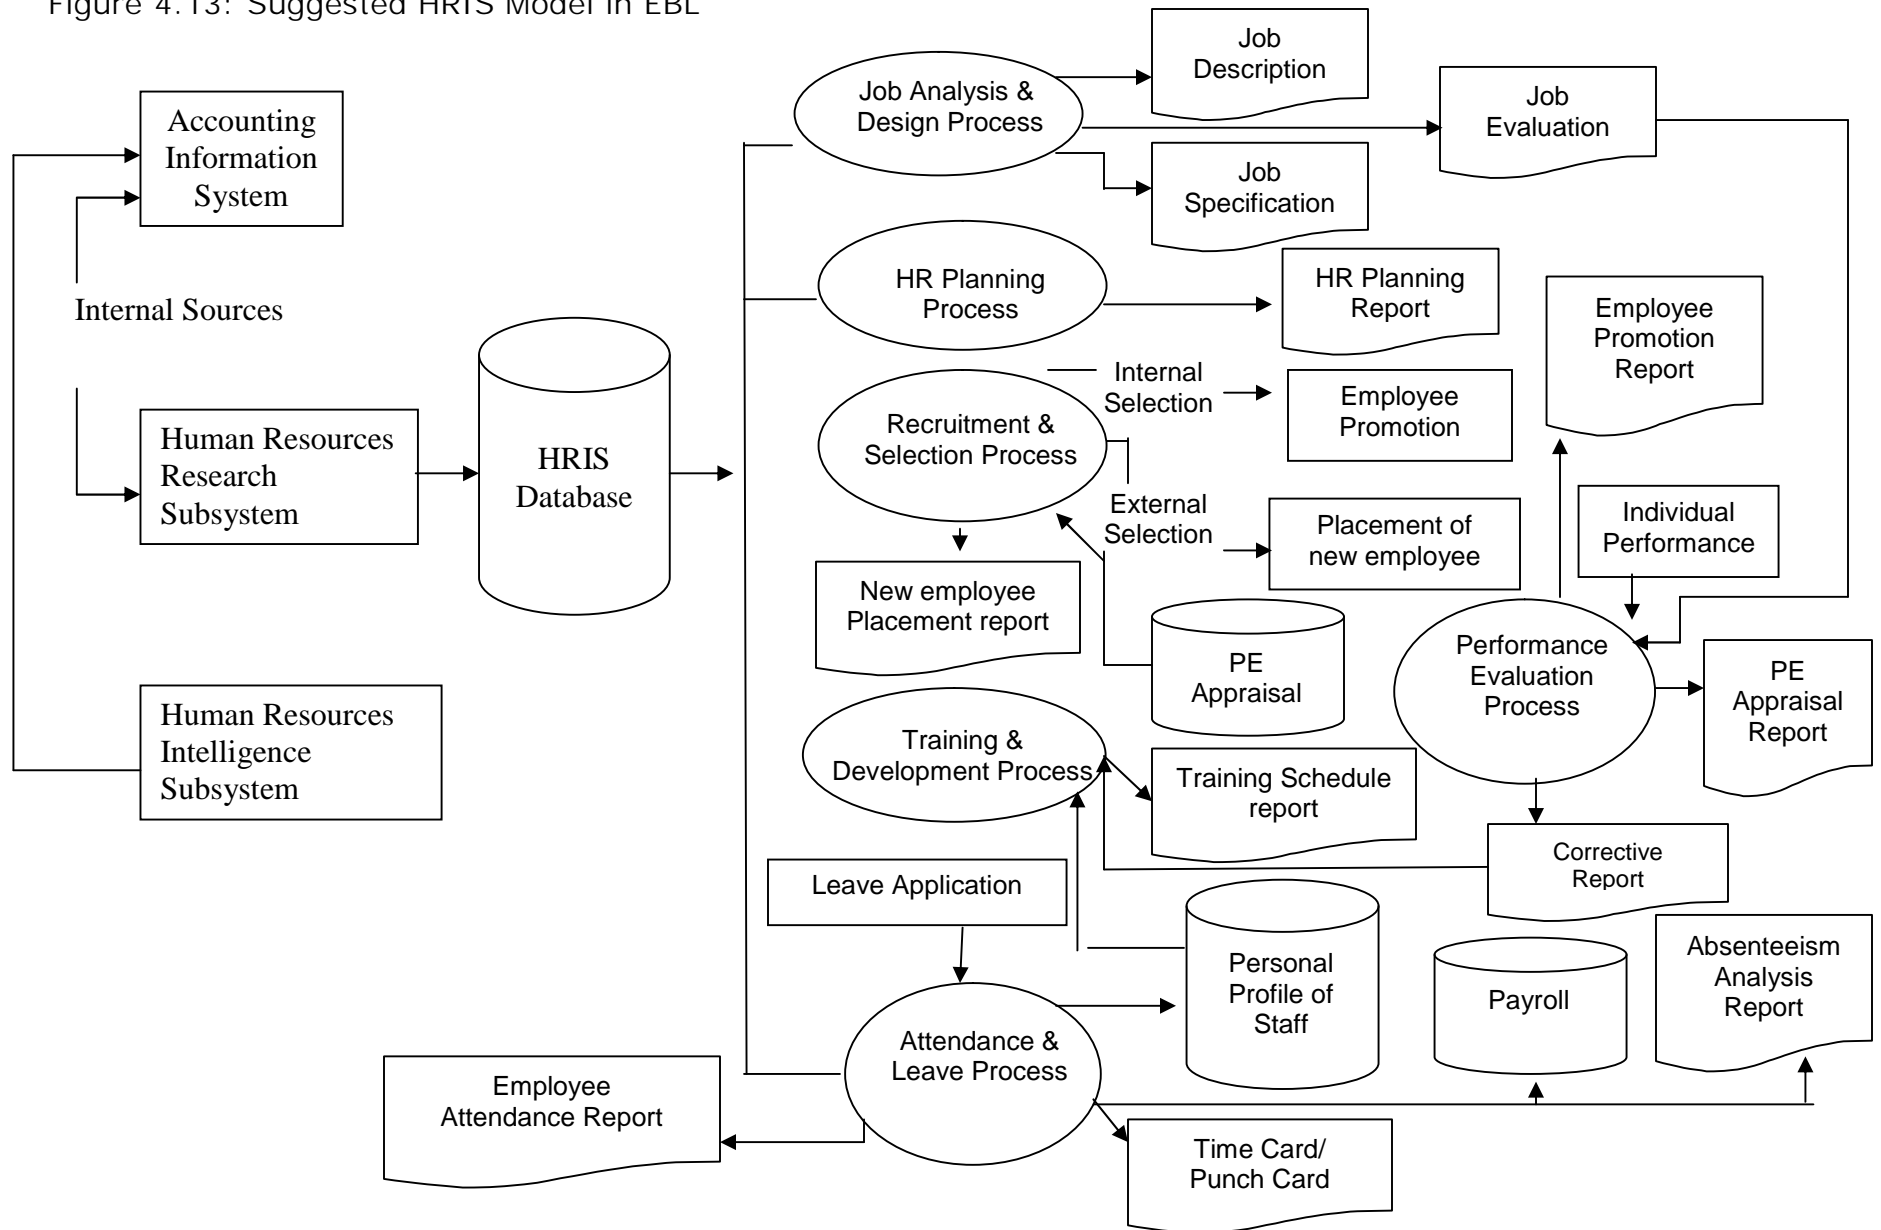 Figure 4.13: Suggested HRIS Model in EBL
Accounting
Information
System
Internal Sources
Human Resources
Research
Subsystem
Human Resources
Intelligence
Subsystem
HRIS
Database
Job Analysis &
Design Process
Job
Description
Job
Evaluation
Job
Specification
HR Planning
Process
HR Planning
Report
Employee
Promotion
Report
Recruitment &
Selection Process
Internal
Selection
Employee
Promotion
External
Selection
Placement of
new employee
Individual
Performance
New employee
Placement report
PE
Appraisal
Performance
Evaluation
Process
PE
Appraisal
Report
Training &
Development Process
Training Schedule
report
Corrective
Report
Leave Application
Personal
Profile of
Staff
Payroll
Absenteeism
Analysis
Report
Attendance &
Leave Process
Employee
Attendance Report
Time Card/
Punch Card